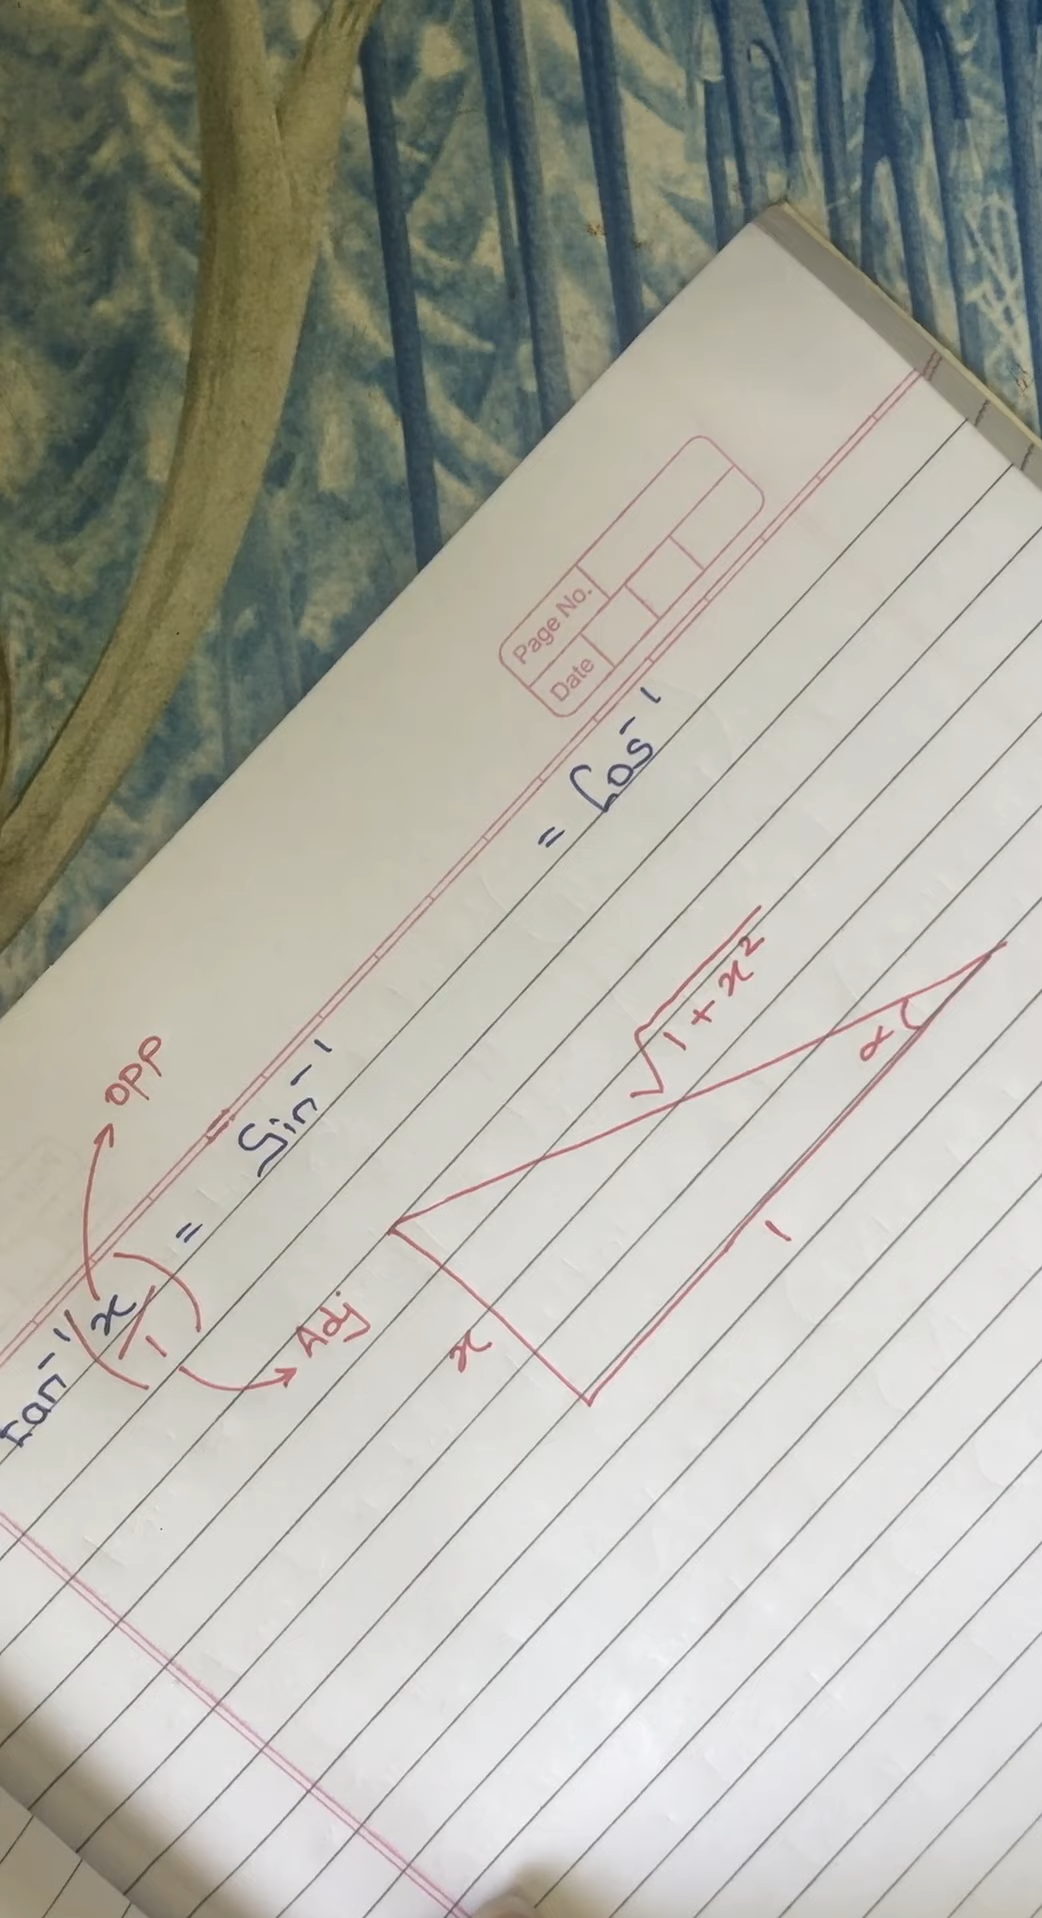 Page No.
Date
OPP
tan⁻¹(x/1) = Sin⁻¹ = Cos⁻¹
Adj
√1+x²
x
α
1